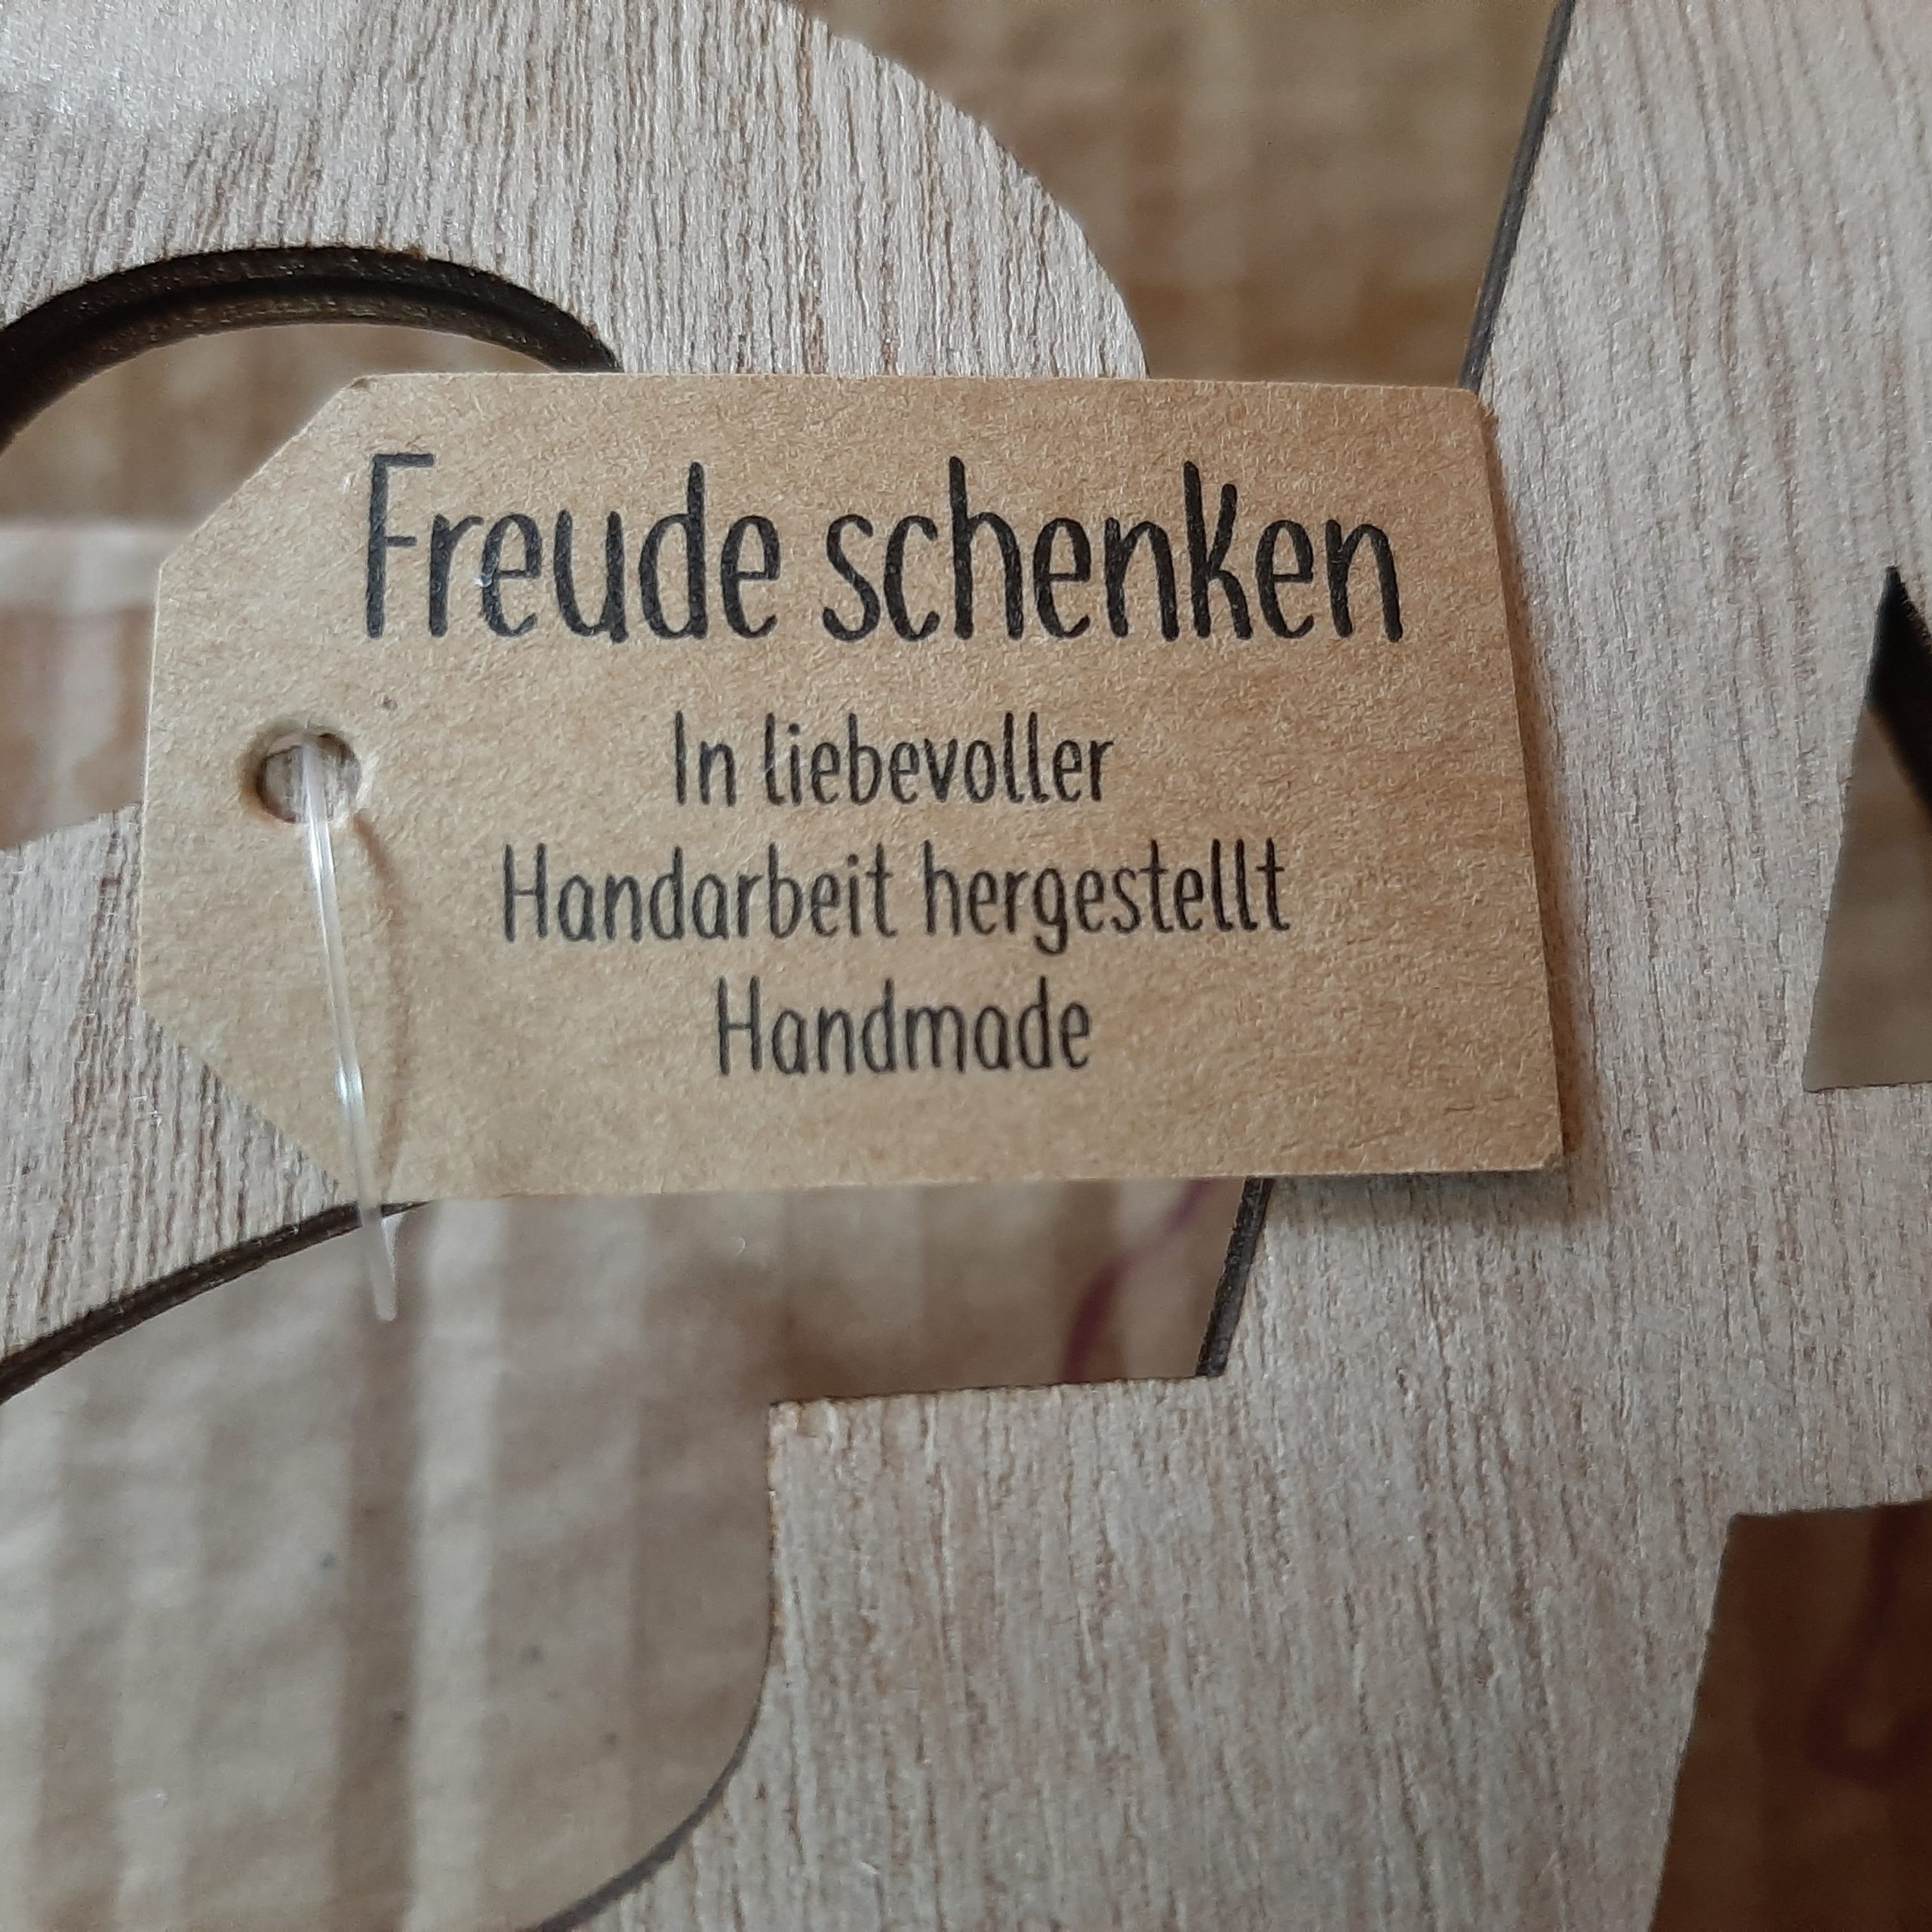 Freude schenken
In liebevoller
Handarbeit hergestellt
Handmade